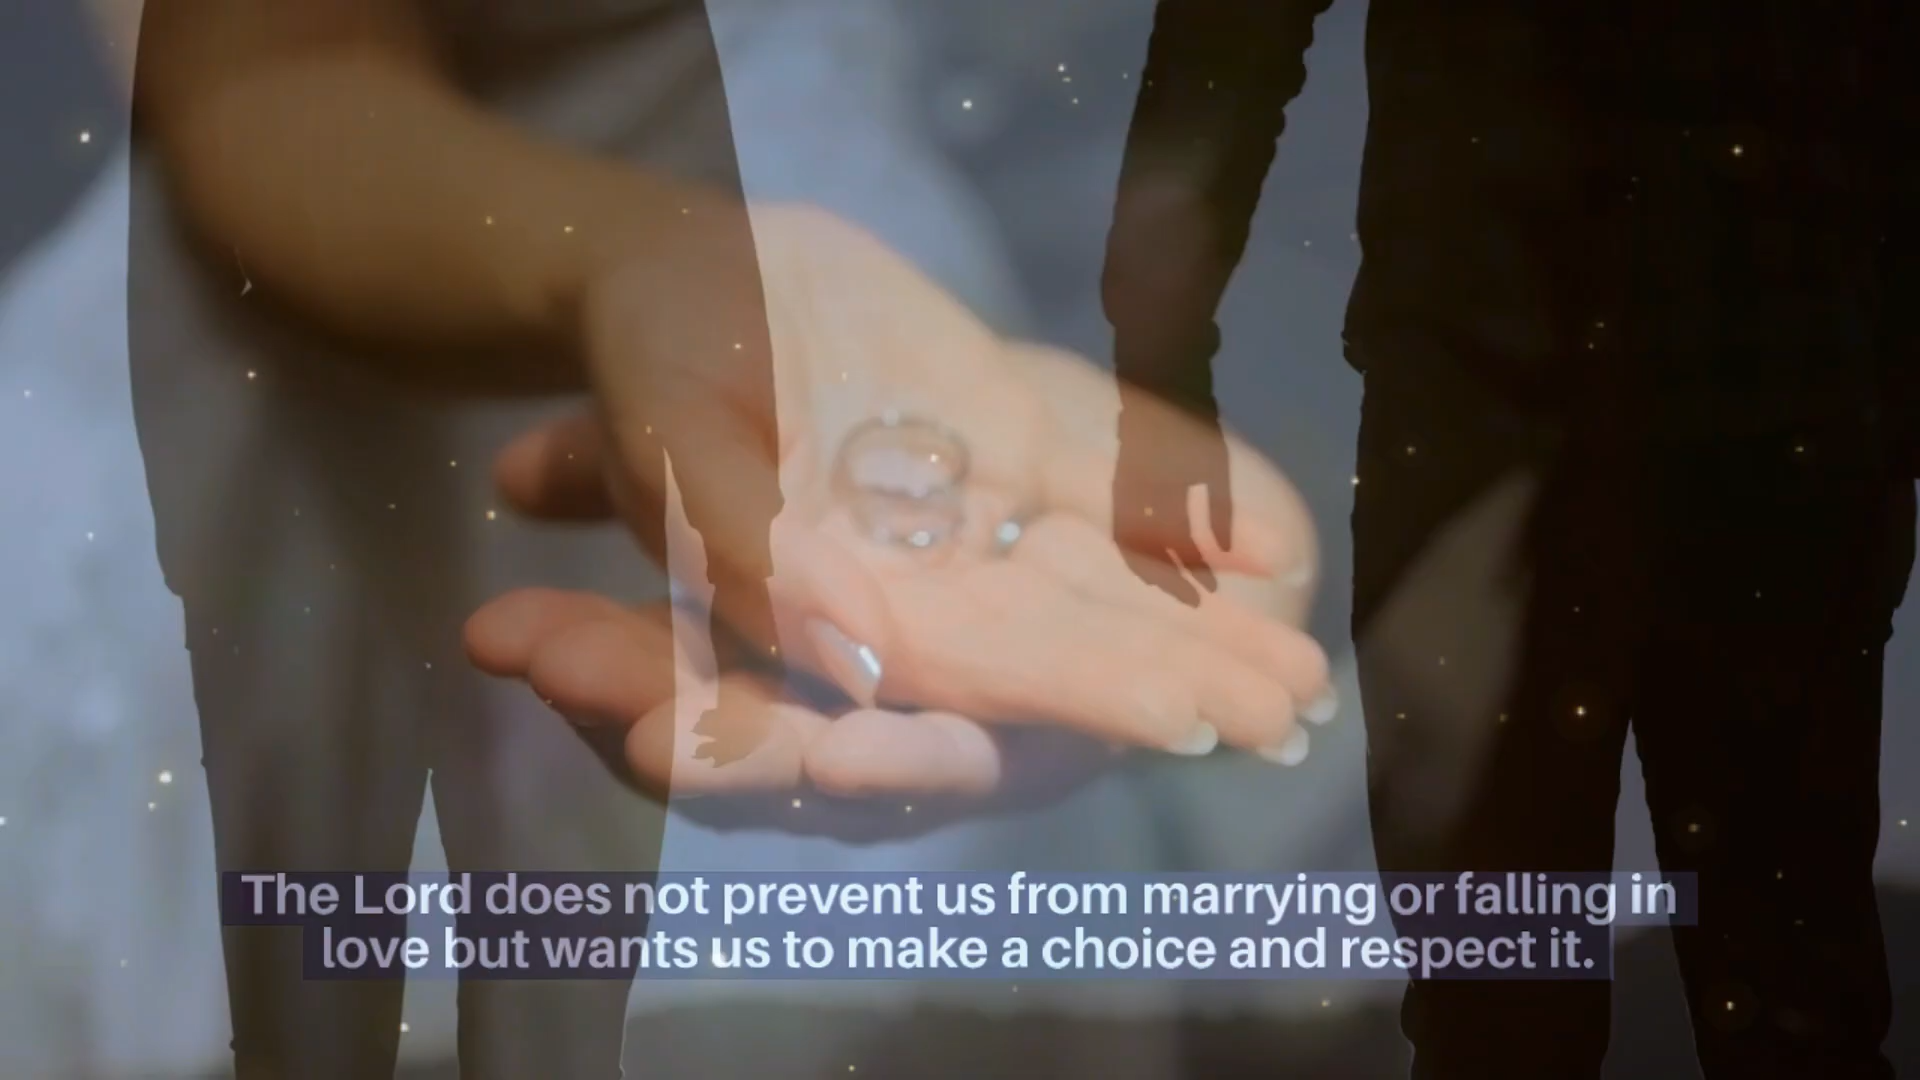 The Lord does not prevent us from marrying or falling in
love but wants us to make a choice and respect it.